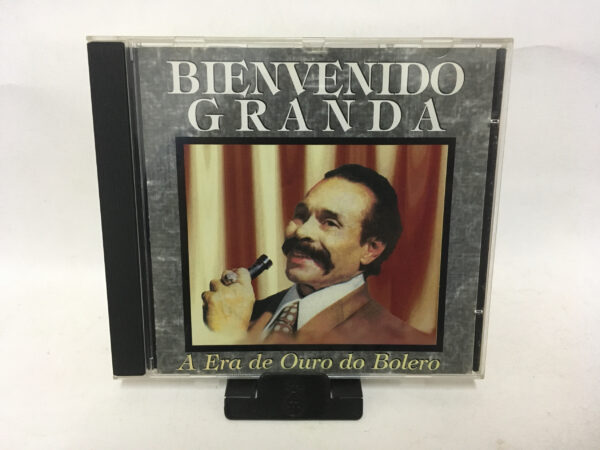 BIENVENIDO
GRANDA
A Era de Ouro do Bolero